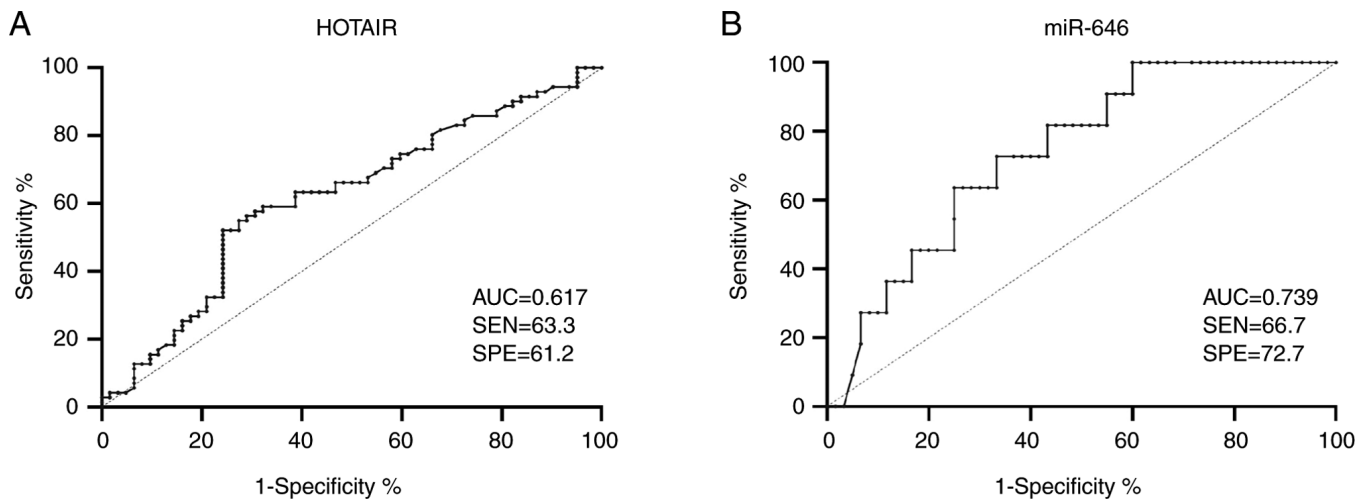 A
HOTAIR
100
80
60
40
20
0
Sensitivity %
AUC=0.617
SEN=63.3
SPE=61.2
0 20 40 60 80 100
1-Specificity %
B
miR-646
100
80
60
40
20
0
Sensitivity %
AUC=0.739
SEN=66.7
SPE=72.7
0 20 40 60 80 100
1-Specificity %